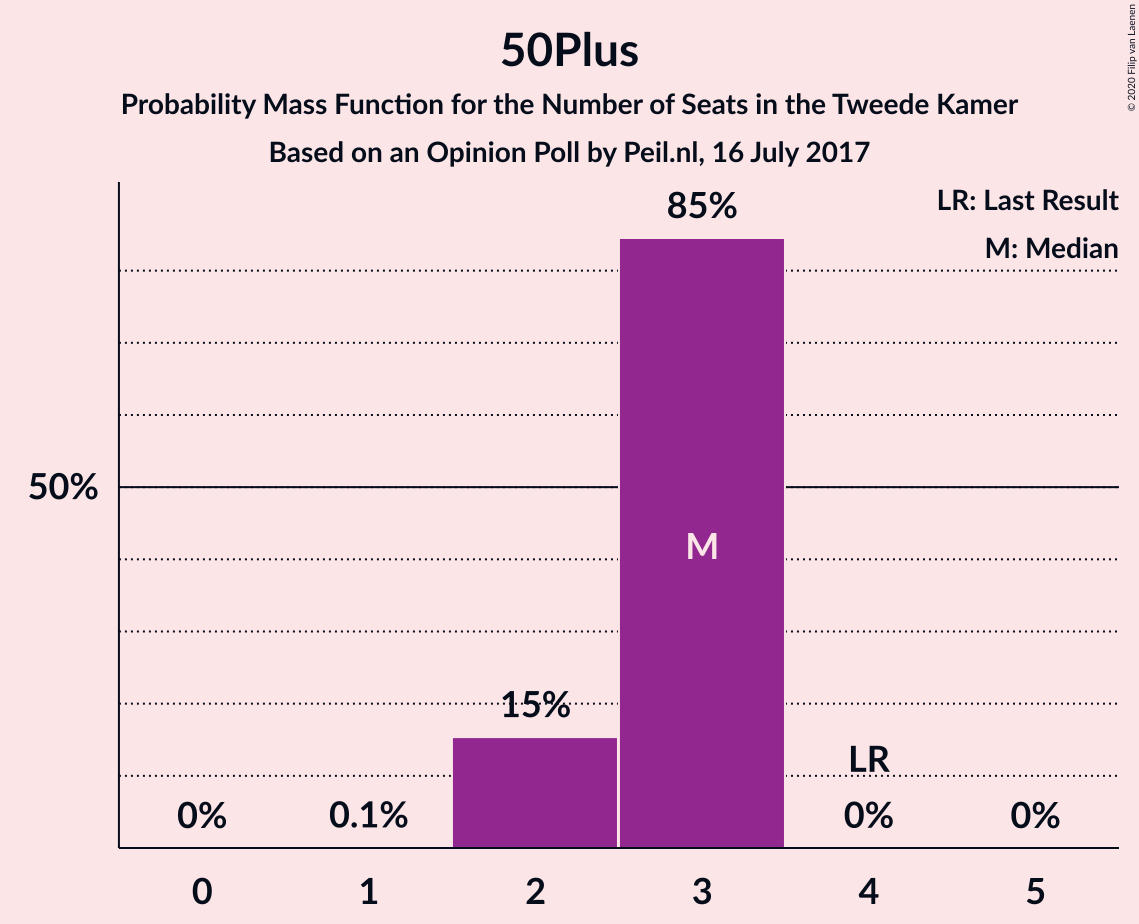 50Plus
Probability Mass Function for the Number of Seats in the Tweede Kamer
Based on an Opinion Poll by Peil.nl, 16 July 2017
© 2020 Filip van Laenen
LR: Last Result
M: Median
85%
50%
M
15%
LR
0%
0.1%
0%
0%
0
1
2
3
4
5